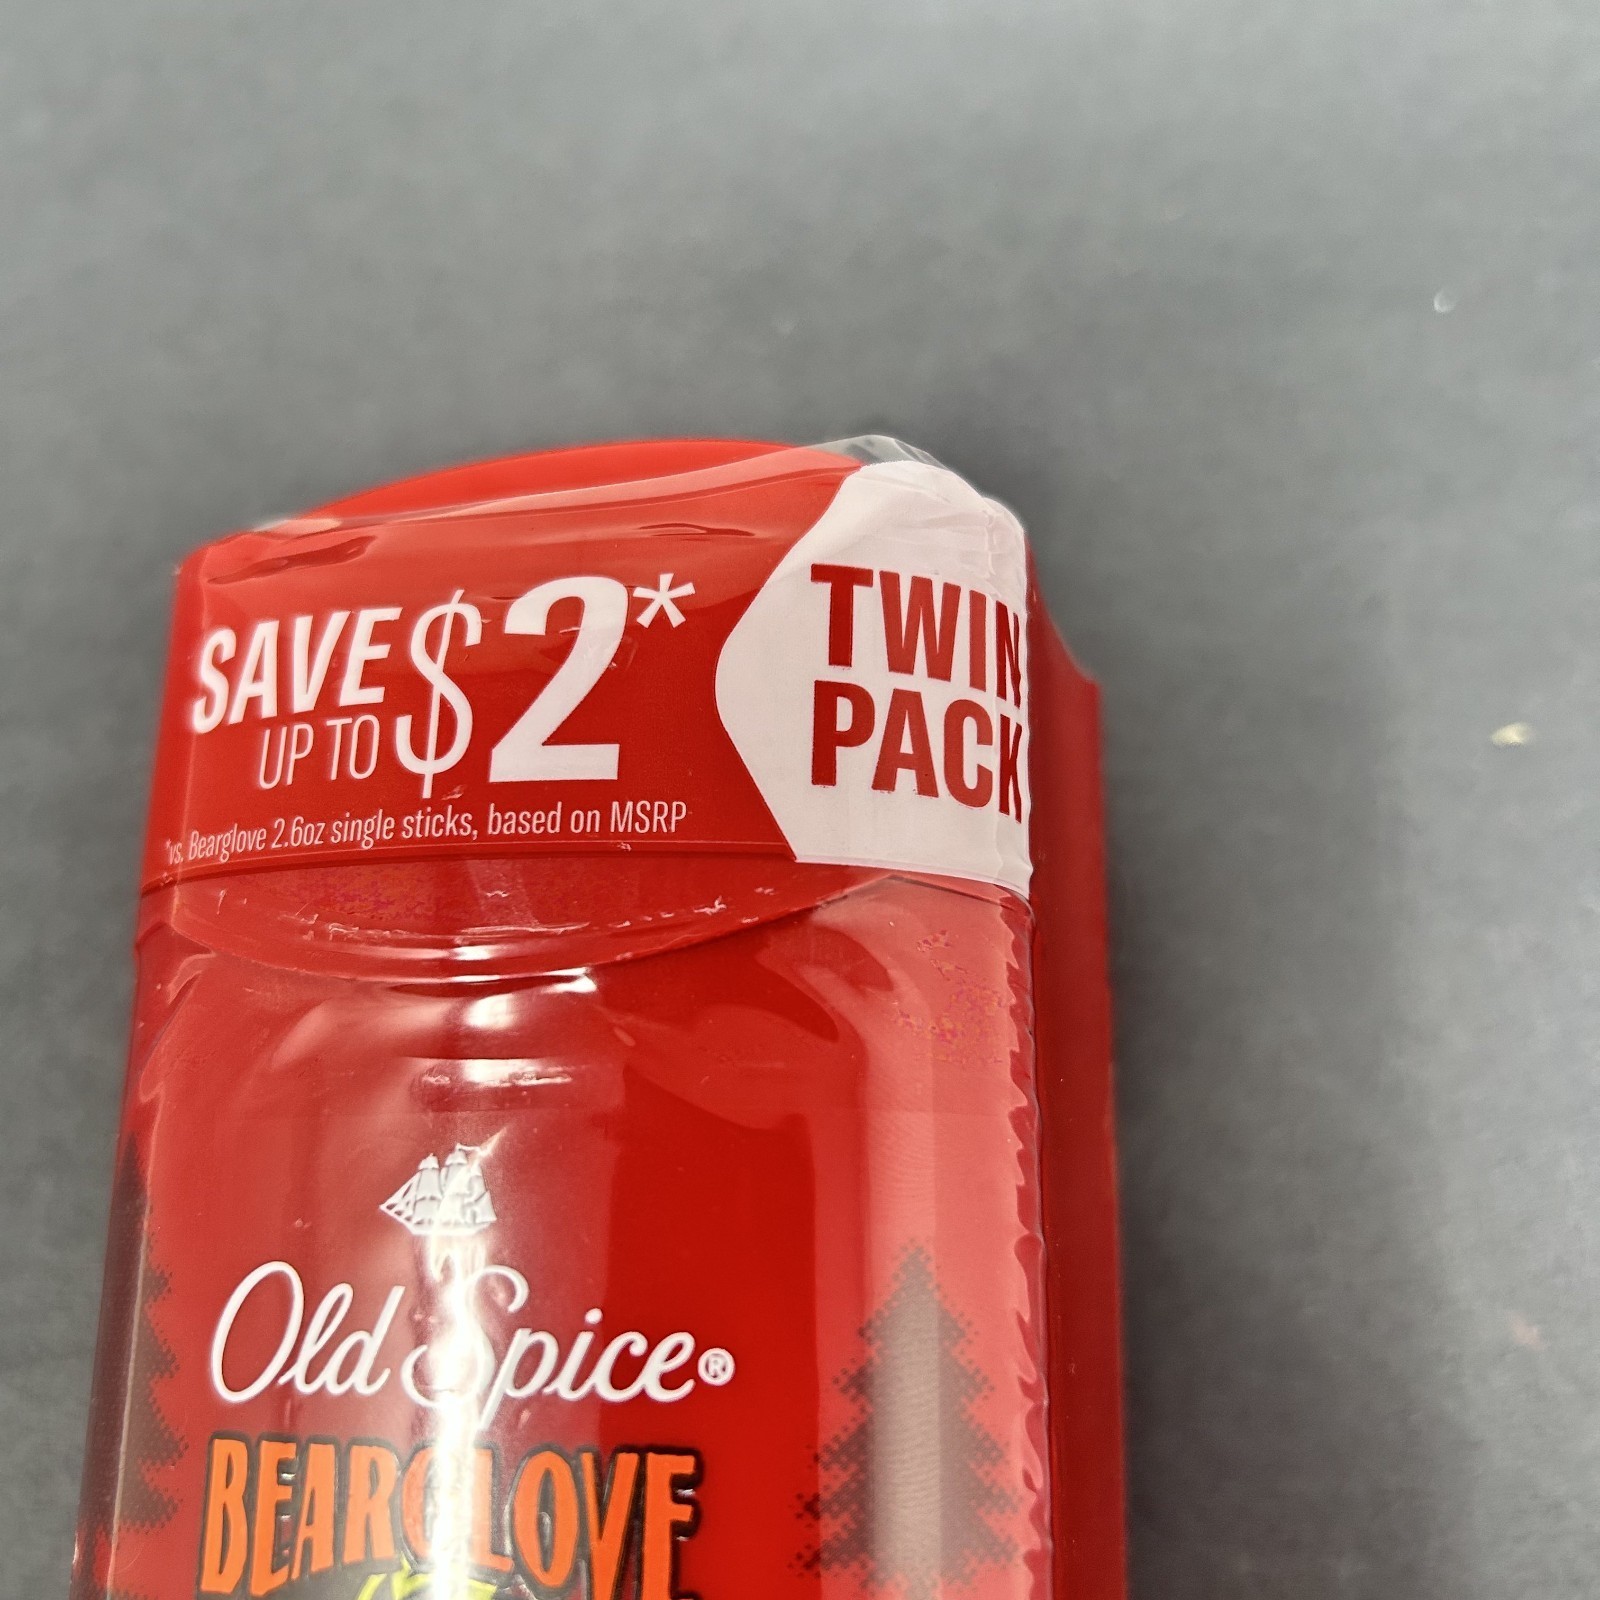 SAVE
UP TO
$2*
*vs. Bearglove 2.6oz single sticks, based on MSRP
TWIN
PACK
Old Spice®
BEARGLOVE